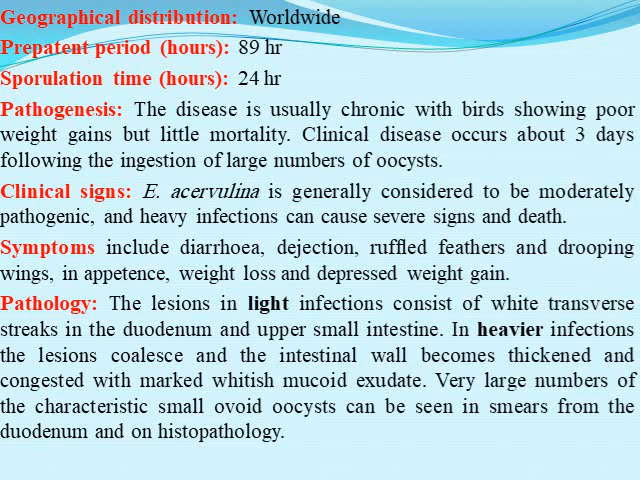 Geographical distribution: Worldwide
Prepatent period (hours): 89 hr
Sporulation time (hours): 24 hr
Pathogenesis: The disease is usually chronic with birds showing poor
weight gains but little mortality. Clinical disease occurs about 3 days
following the ingestion of large numbers of oocysts.
Clinical signs: E. acervulina is generally considered to be moderately
pathogenic, and heavy infections can cause severe signs and death.
Symptoms include diarrhoea, dejection, ruffled feathers and drooping
wings, in appetence, weight loss and depressed weight gain.
Pathology: The lesions in light infections consist of white transverse
streaks in the duodenum and upper small intestine. In heavier infections
the lesions coalesce and the intestinal wall becomes thickened and
congested with marked whitish mucoid exudate. Very large numbers of
the characteristic small ovoid oocysts can be seen in smears from the
duodenum and on histopathology.